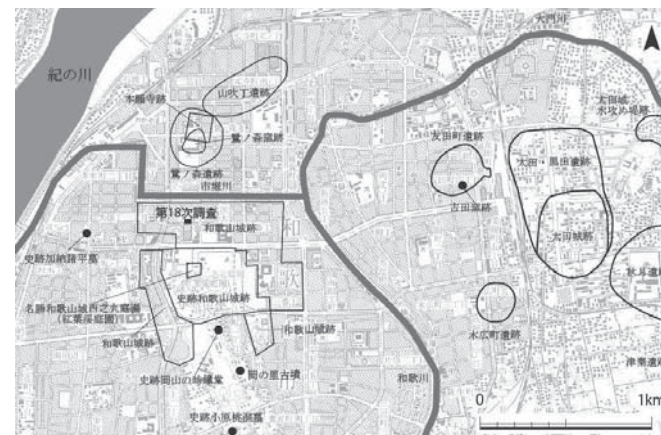 大門川
紀の川
山吹丁遺跡
本願寺跡
鷺ノ森窯跡
鷺ノ森遺跡
市堀川
友田町遺跡
吉田窯跡
太田城
水攻め堤跡
太田・黒田遺跡
太田城跡
秋月遺跡
第18次調査
和歌山城跡
史跡加納諸平墓
史跡和歌山城跡
名勝和歌山城西之丸庭園
(紅葉渓庭園)
和歌山城跡
和歌山城跡
史跡岡山の時鐘堂
岡の里古墳
史跡小原桃洞墓
和歌川
木広町遺跡
津秦遺跡
0
1km